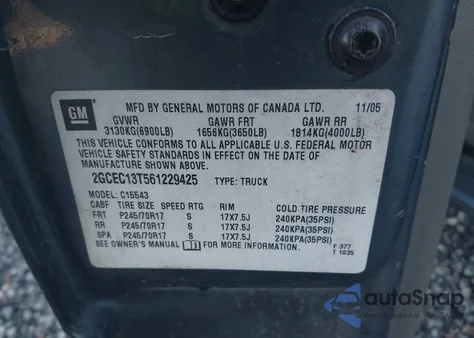 GM
MFD BY GENERAL MOTORS OF CANADA LTD. 11/05
GVWR GAWR FRT GAWR RR
3130KG(6900LB) 1656KG(3650LB) 1814KG(4000LB)
THIS VEHICLE CONFORMS TO ALL APPLICABLE U.S. FEDERAL MOTOR
VEHICLE SAFETY STANDARDS IN EFFECT ON THE DATE OF
MANUFACTURE SHOWN ABOVE.
2GCEC13T561229425 TYPE: TRUCK
MODEL: C15543
CABF TIRE SIZE SPEED RTG RIM COLD TIRE PRESSURE
FRT P245/70R17 S 17X7.5J 240KPA(35PSI)
RR P245/70R17 S 17X7.5J 240KPA(35PSI)
SPA P245/70R17 S 17X7.5J 240KPA(35PSI)
SEE OWNER'S MANUAL FOR MORE INFORMATION. F 377
T 1035
autoSnap